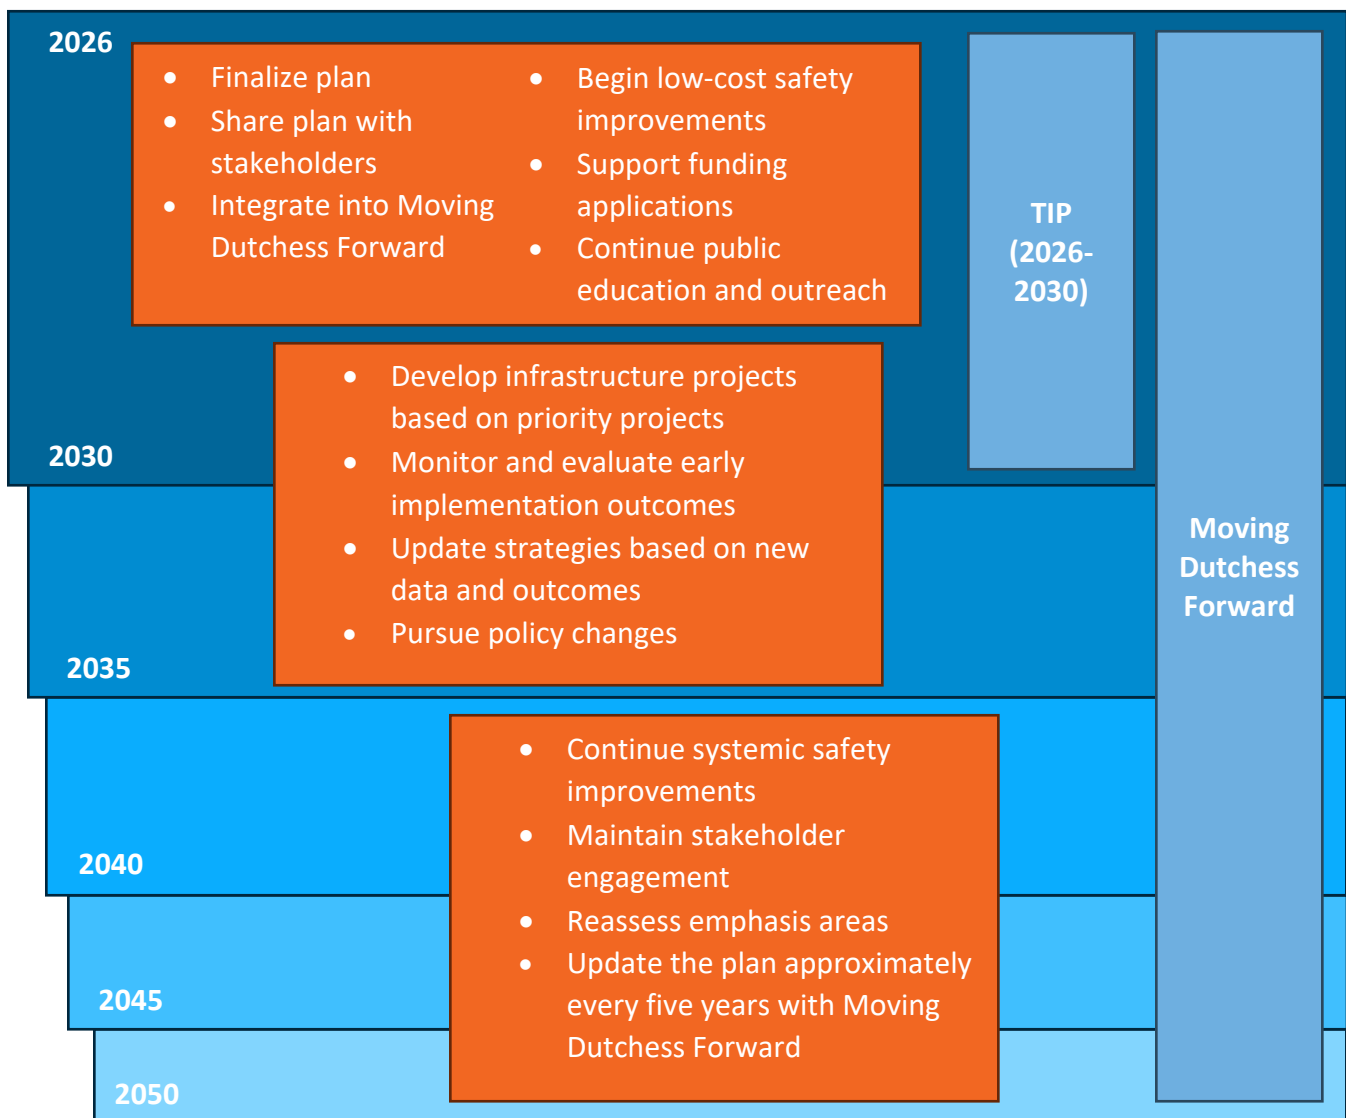 2026
• Finalize plan
• Share plan with
stakeholders
• Integrate into Moving
Dutchess Forward
• Begin low-cost safety
improvements
• Support funding
applications
• Continue public
education and outreach
TIP
(2026-
2030)
• Develop infrastructure projects
based on priority projects
• Monitor and evaluate early
implementation outcomes
• Update strategies based on new
data and outcomes
• Pursue policy changes
2030
Moving
Dutchess
Forward
2035
• Continue systemic safety
improvements
• Maintain stakeholder
engagement
• Reassess emphasis areas
• Update the plan approximately
every five years with Moving
Dutchess Forward
2040
2045
2050